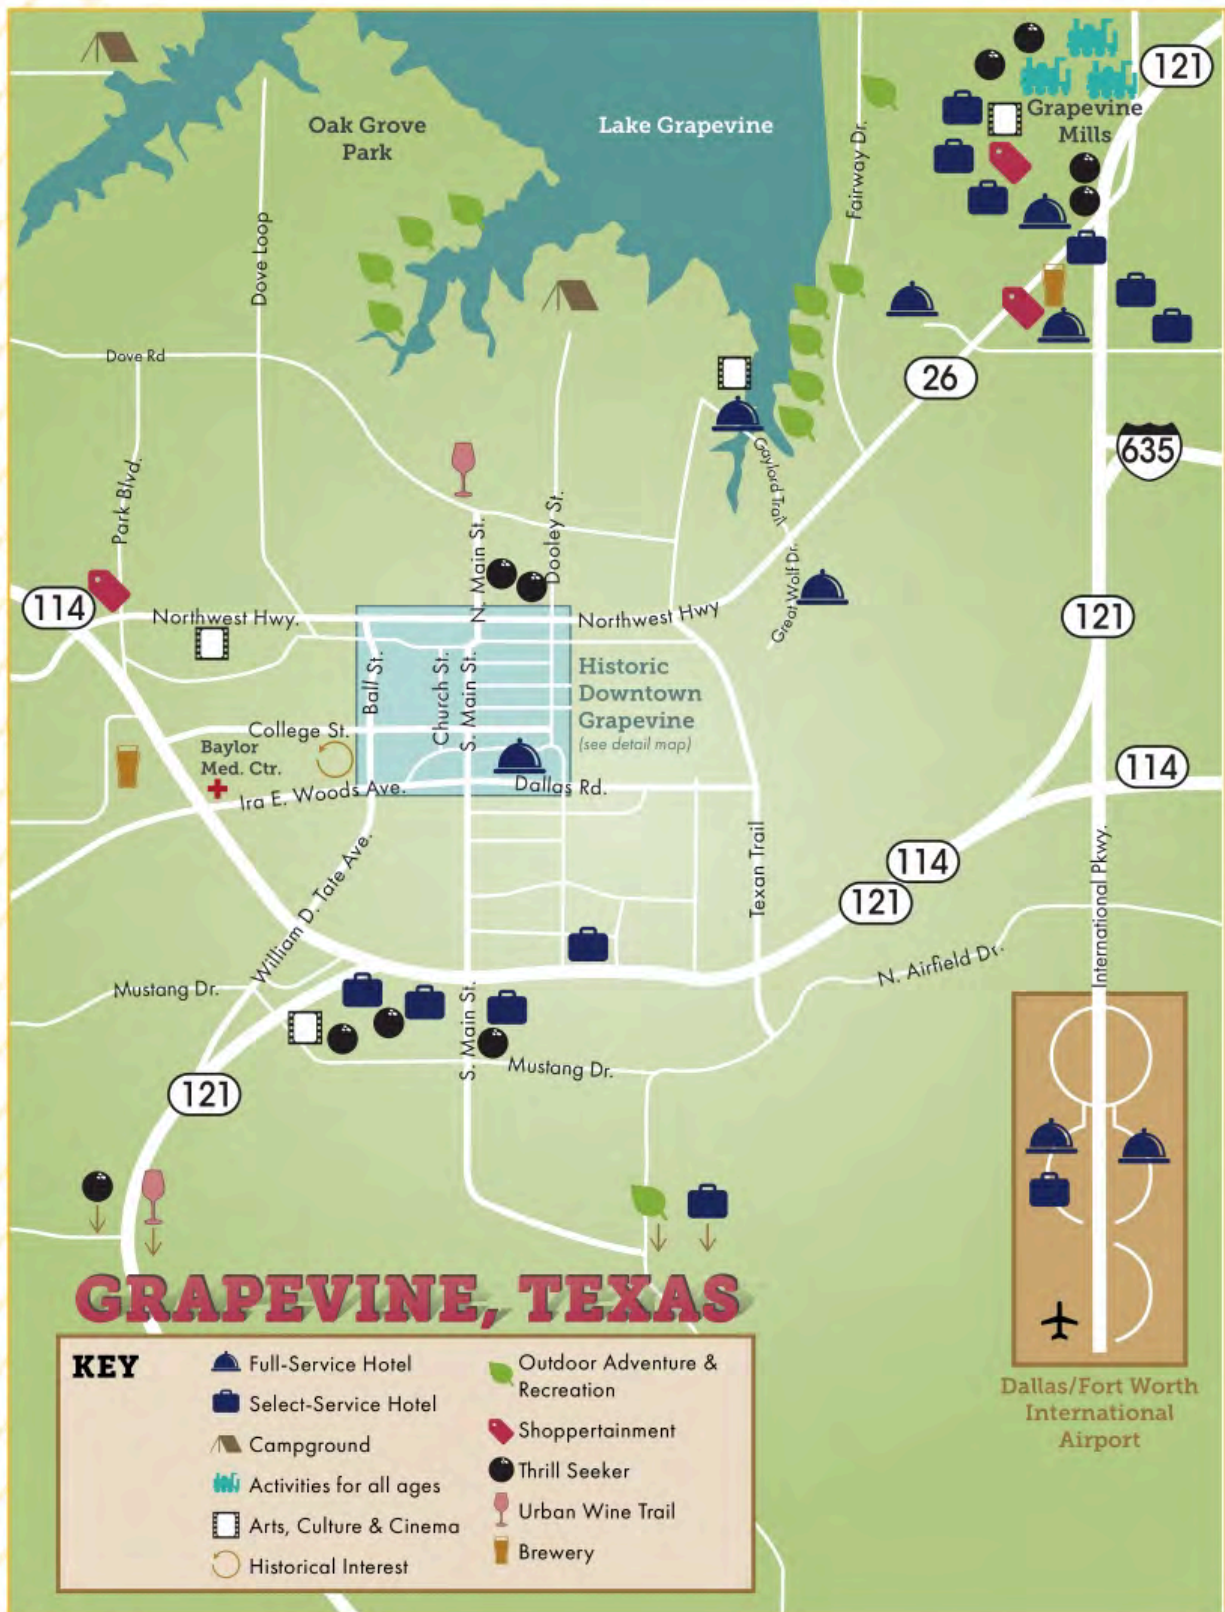 Oak Grove
Park
Lake Grapevine
Fairway Dr.
121
Grapevine
Mills
Dove Loop
Dove Rd
26
635
Park Blvd.
Gaylord Trail
Great Wolf Dr.
N. Main St.
Dooley St.
114
Northwest Hwy.
Northwest Hwy
121
Ball St.
Church St.
S. Main St.
Historic
Downtown
Grapevine
(see detail map)
College St.
Baylor
Med. Ctr.
Ira E. Woods Ave.
Dallas Rd.
114
William D. Tate Ave.
Texan Trail
114
121
International Pkwy.
N. Airfield Dr.
Mustang Dr.
S. Main St.
Mustang Dr.
121
GRAPEVINE, TEXAS
KEY
Full-Service Hotel
Select-Service Hotel
Campground
Activities for all ages
Arts, Culture & Cinema
Historical Interest
Outdoor Adventure &
Recreation
Shoppertainment
Thrill Seeker
Urban Wine Trail
Brewery
Dallas/Fort Worth
International
Airport